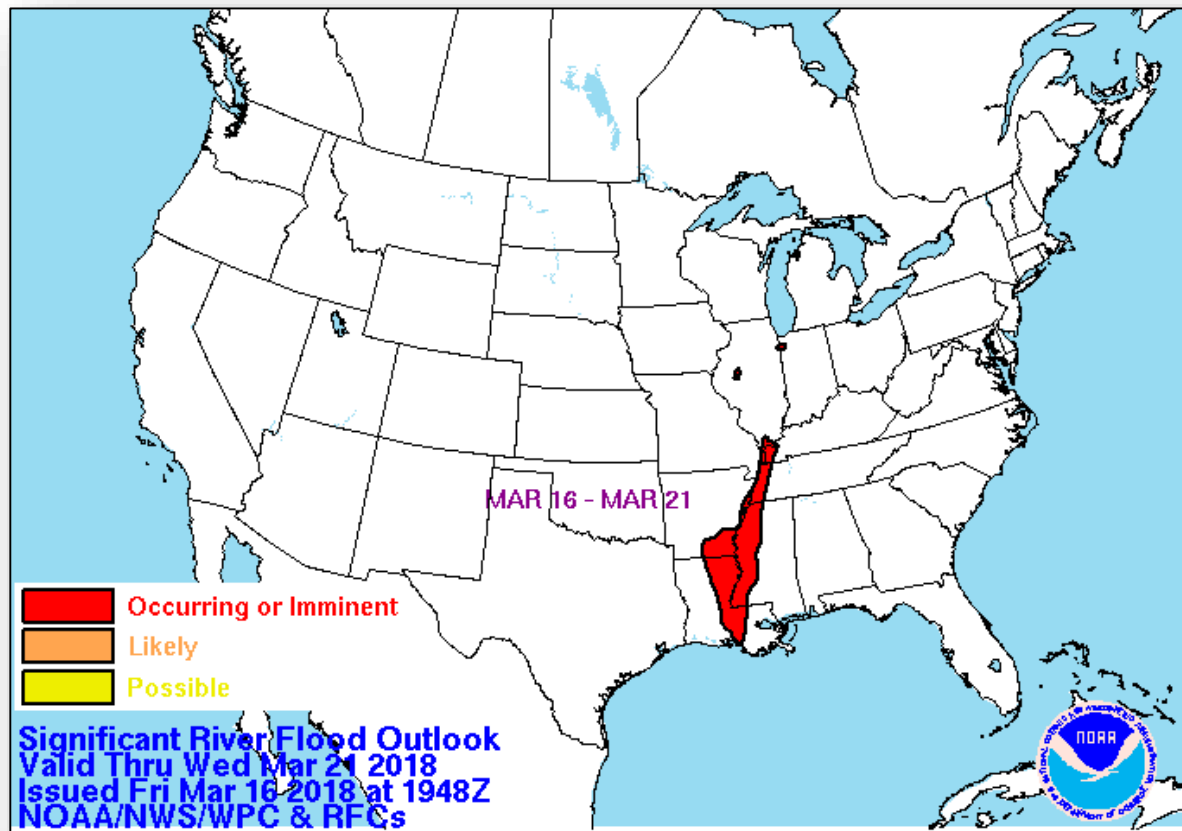 MAR 16 - MAR 21
Occurring or Imminent
Likely
Possible
Significant River Flood Outlook
Valid Thru Wed Mar 21 2018
Issued Fri Mar 16 2018 at 1948Z
NOAA/NWS/WPC & RFCs
NOAA